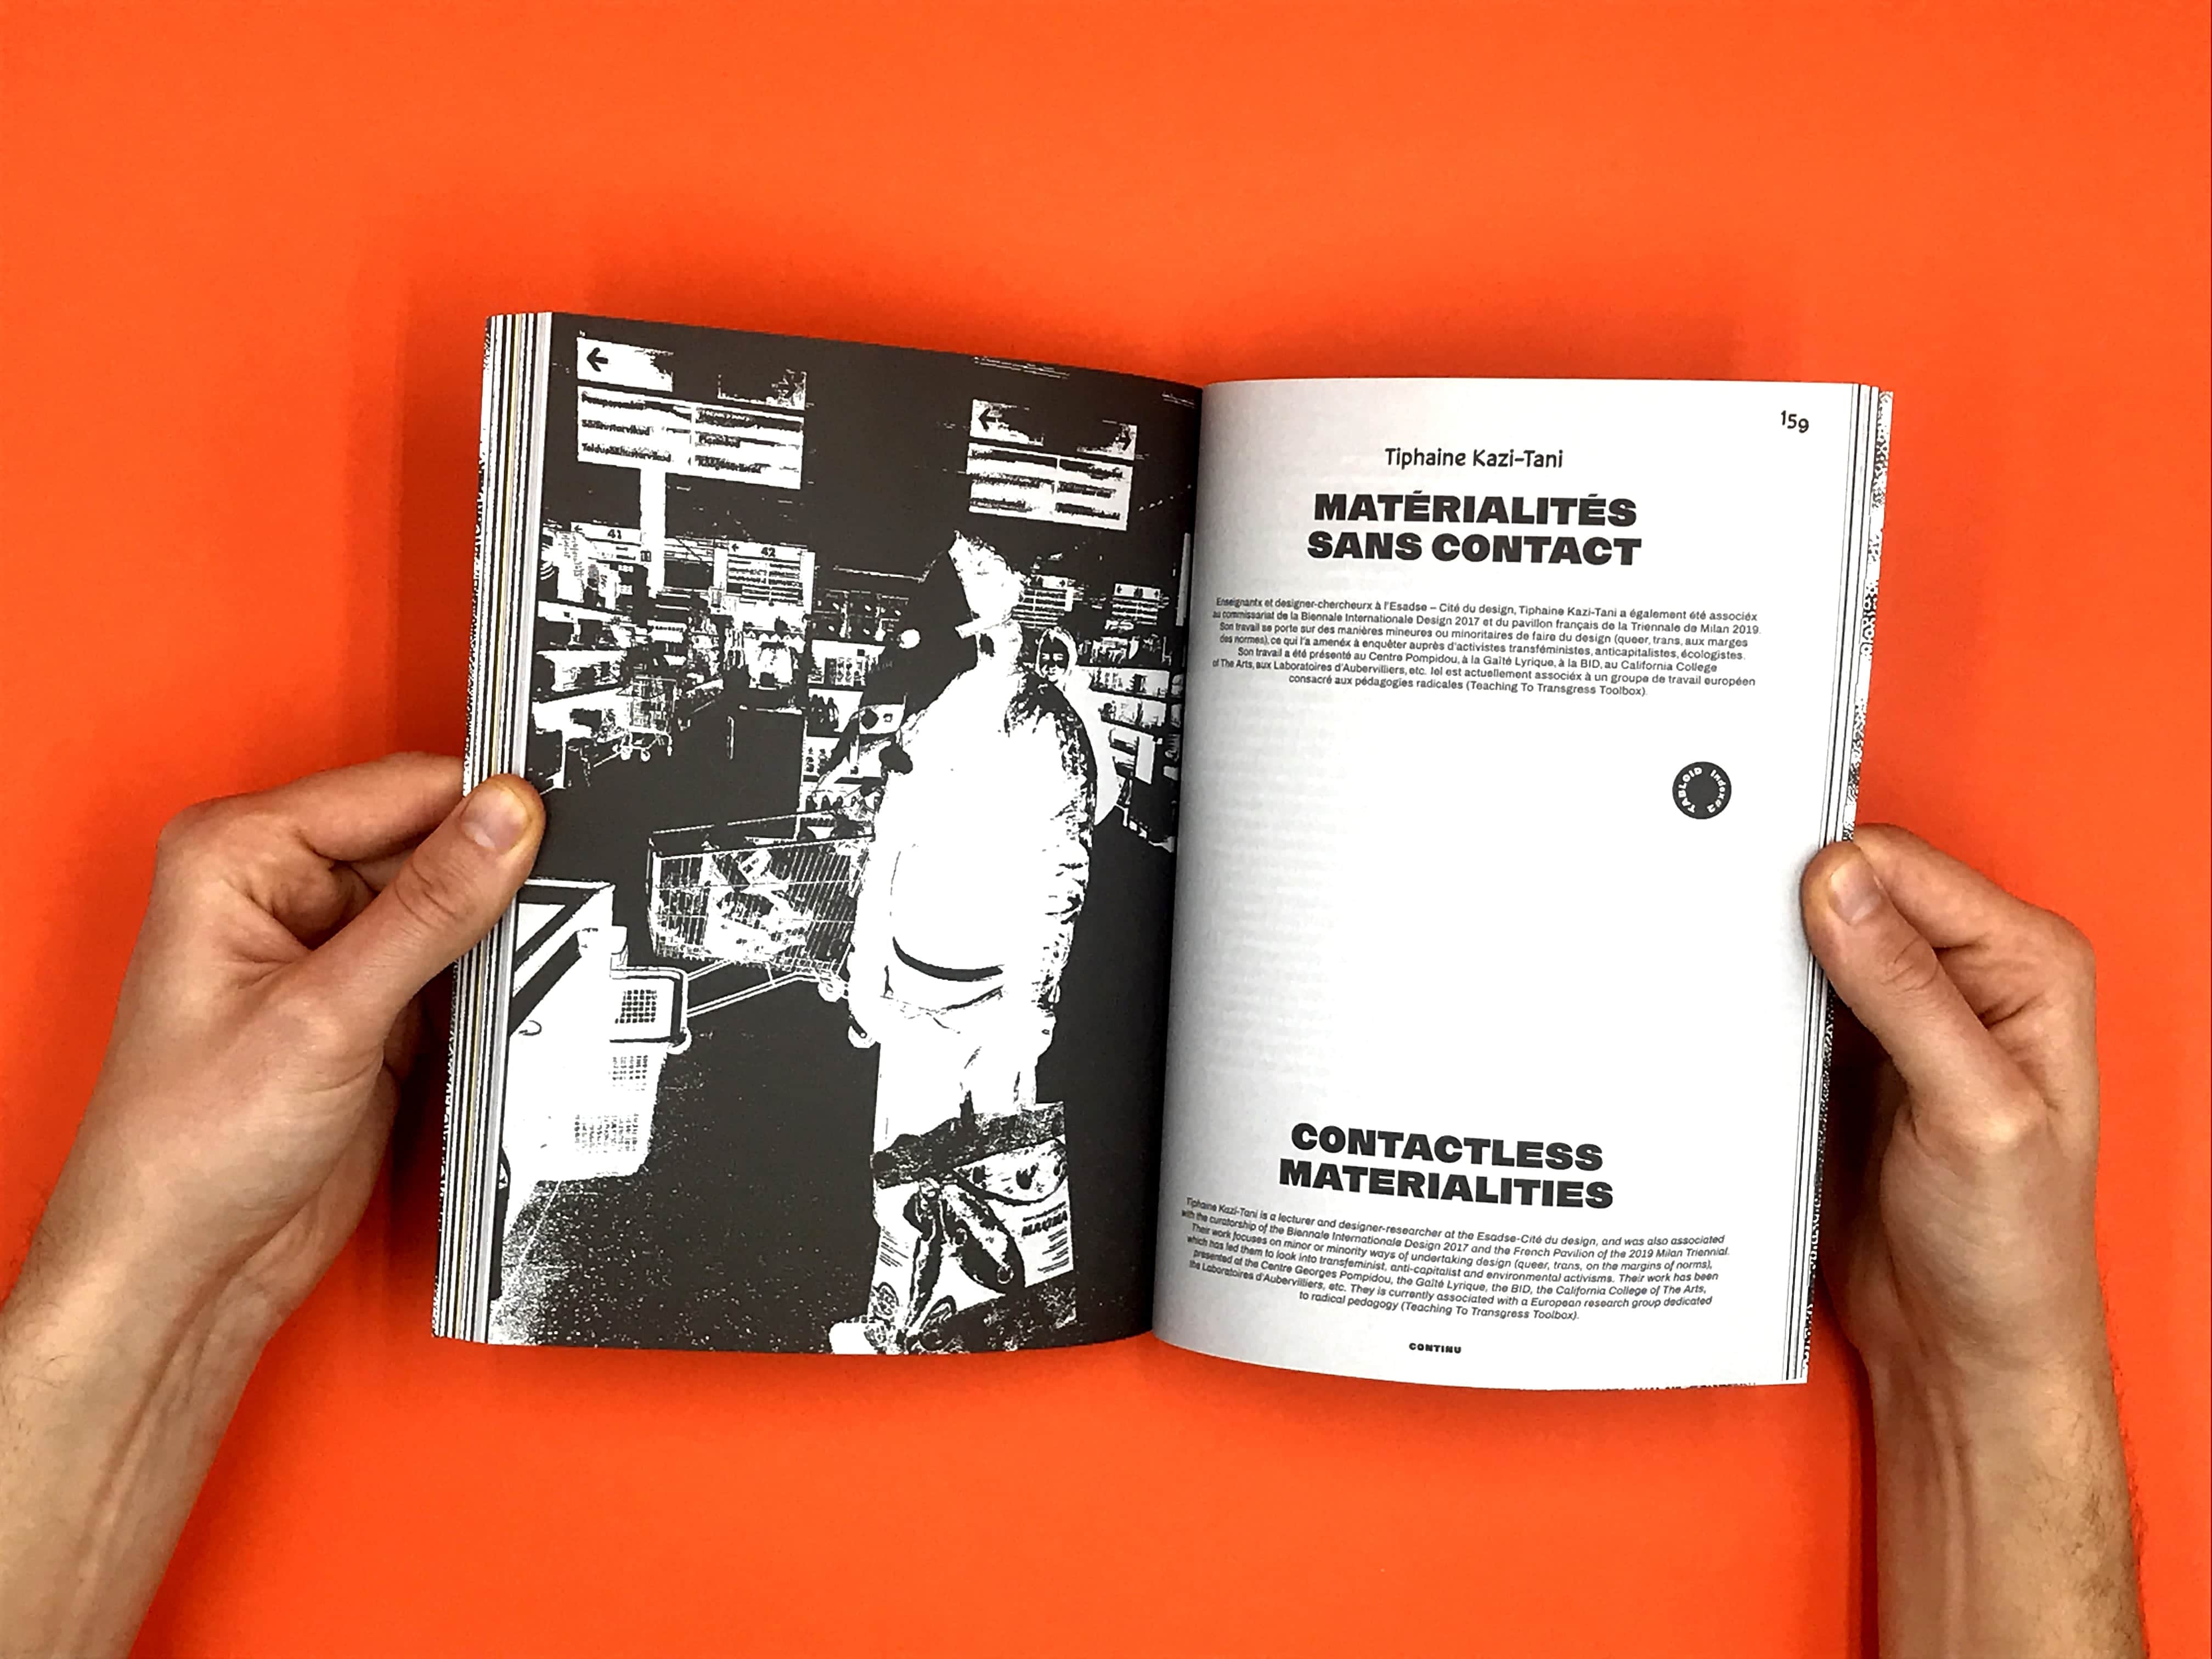 ←
41
←
42
←
→
159
Tiphaine Kazi-Tani
MATÉRIALITÉS
SANS CONTACT
Enseignantx et designer-chercheurx à l'Esadse – Cité du design, Tiphaine Kazi-Tani a également été associéx
au commissariat de la Biennale Internationale Design 2017 et du pavillon français de la Triennale de Milan 2019.
Son travail se porte sur des manières mineures ou minoritaires de faire du design (queer, trans, aux marges
des normes), ce qui l'a amenéx à enquêter auprès d'activistes transféministes, anticapitalistes, écologistes.
Son travail a été présenté au Centre Pompidou, à la Gaîté Lyrique, à la BID, au California College
of The Arts, aux Laboratoires d'Aubervilliers, etc. Iel est actuellement associéx à un groupe de travail européen
consacré aux pédagogies radicales (Teaching To Transgress Toolbox).
TABLOID
CONTACTLESS
MATERIALITIES
Tiphaine Kazi-Tani is a lecturer and designer-researcher at the Esadse-Cité du design, and was also associated
with the curatorship of the Biennale Internationale Design 2017 and the French Pavilion of the 2019 Milan Triennial.
Their work focuses on minor or minority ways of undertaking design (queer, trans, on the margins of norms),
which has led them to look into transfeminist, anti-capitalist and environmental activisms. Their work has been
presented at the Centre Georges Pompidou, the Gaîté Lyrique, the BID, the California College of The Arts,
the Laboratoires d'Aubervilliers, etc. They is currently associated with a European research group dedicated
to radical pedagogy (Teaching To Transgress Toolbox).
CONTINU